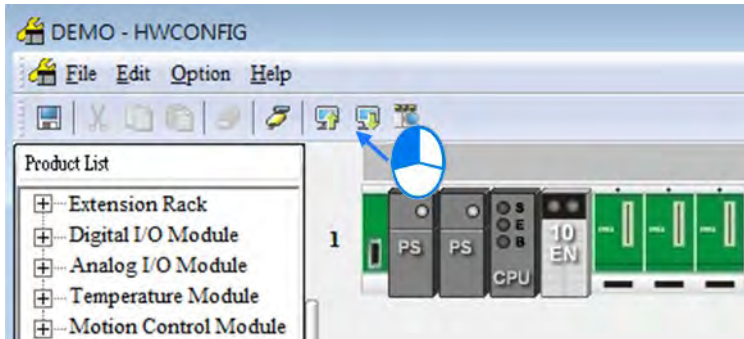 DEMO - HWCONFIG
File Edit Option Help
Product List
Extension Rack
Digital I/O Module
Analog I/O Module
Temperature Module
Motion Control Module
1
PS
PS
S
E
B
CPU
10
EN